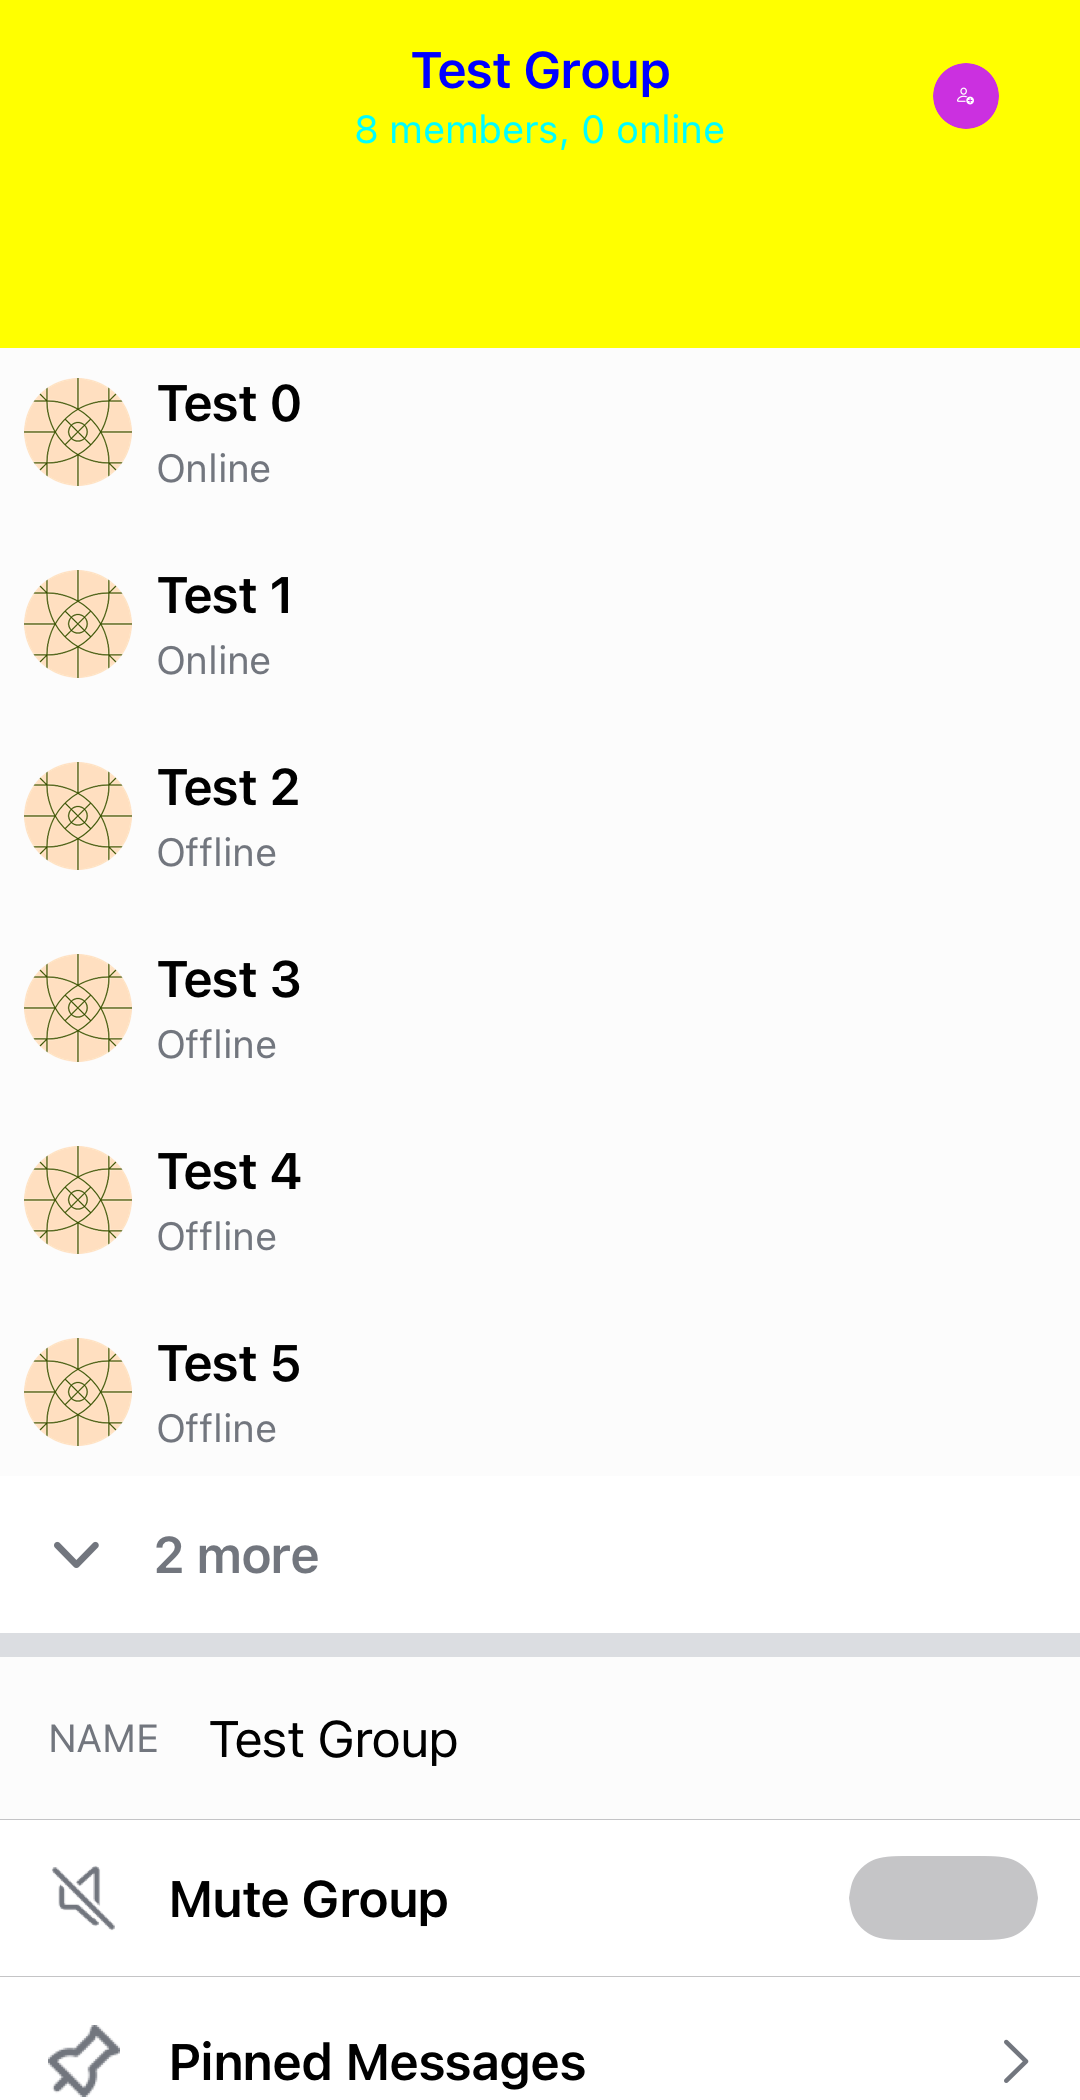 Test Group
8 members, 0 online
Test 0
Online
Test 1
Online
Test 2
Offline
Test 3
Offline
Test 4
Offline
Test 5
Offline
2 more
NAME Test Group
Mute Group
Pinned Messages